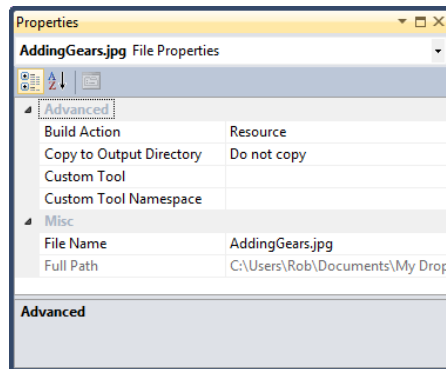 Properties
AddingGears.jpg File Properties
Advanced
Build Action Resource
Copy to Output Directory Do not copy
Custom Tool
Custom Tool Namespace
Misc
File Name AddingGears.jpg
Full Path C:\Users\Rob\Documents\My Drop
Advanced